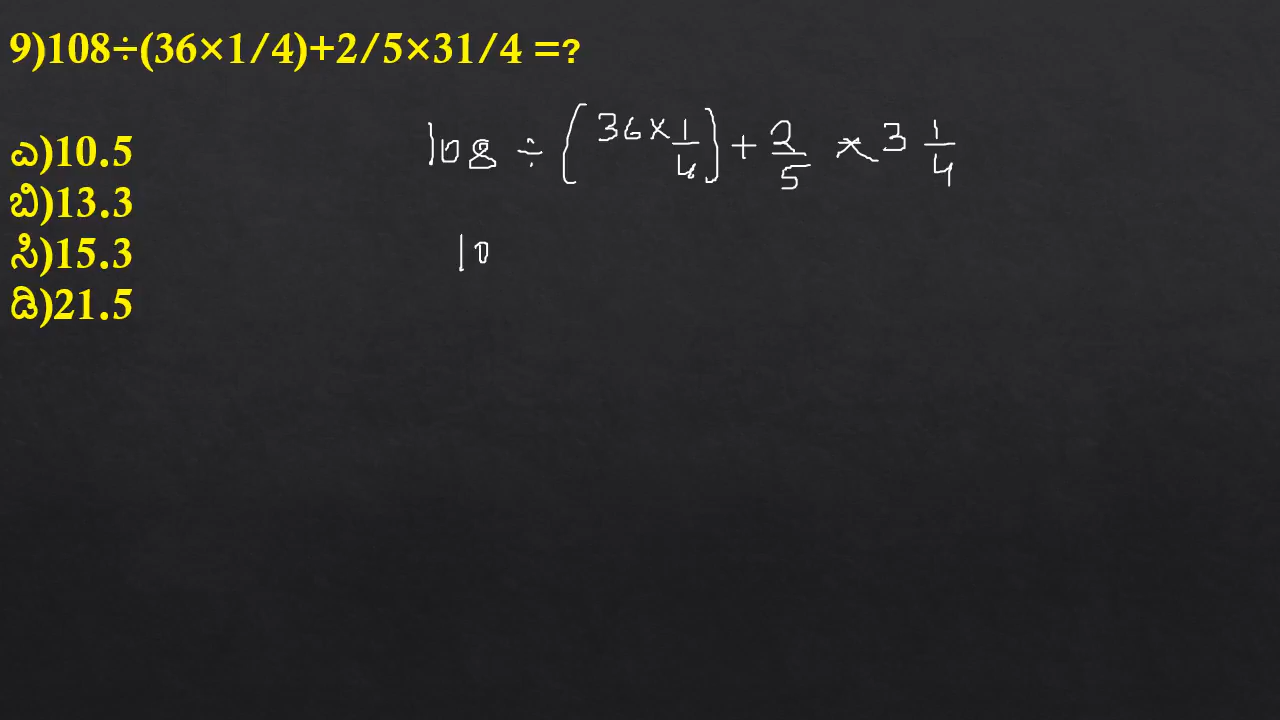 9)108÷(36×1/4)+2/5×31/4 =?
108 ÷ (36 × 1/4) + 2/5 × 3 1/4
ಎ)10.5
ಬಿ)13.3
ಸಿ)15.3
10
ಡಿ)21.5